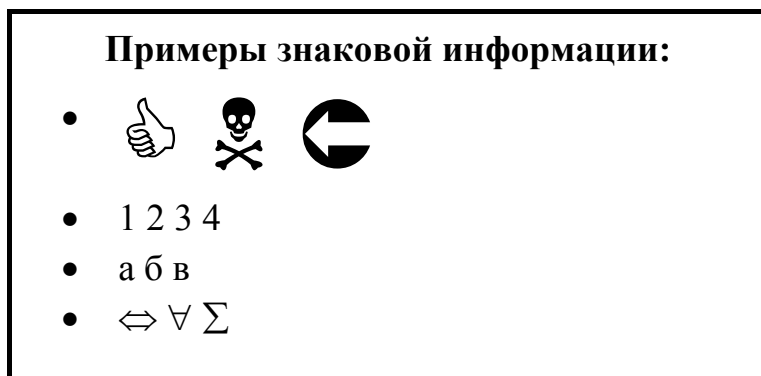 Примеры знаковой информации:
• 👍 ☠ ⮈
• 1 2 3 4
• а б в
• ⇔ ∀ ∑